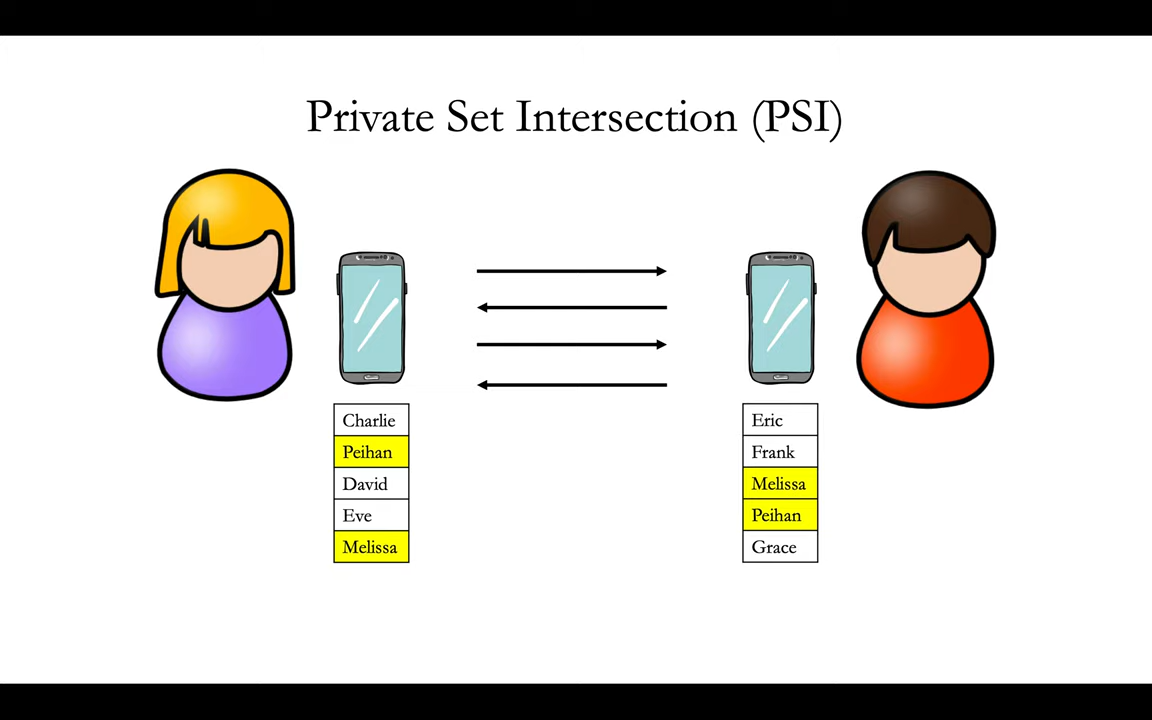 Private Set Intersection (PSI)
Charlie
Peihan
David
Eve
Melissa
Eric
Frank
Melissa
Peihan
Grace